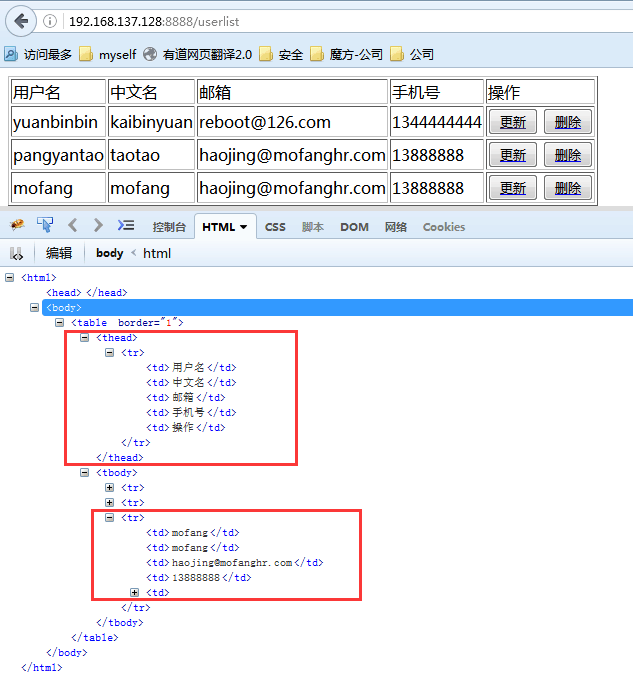 192.168.137.128:8888/userlist
访问最多 myself 有道网页翻译2.0 安全 魔方-公司 公司
用户名 中文名 邮箱 手机号 操作
yuanbinbin kaibinyuan reboot@126.com 1344444444 更新 删除
pangyantao taotao haojing@mofanghr.com 13888888 更新 删除
mofang mofang haojing@mofanghr.com 13888888 更新 删除
控制台 HTML CSS 脚本 DOM 网络 Cookies
编辑 body < html
<html>
<head> </head>
<body>
<table border="1">
<thead>
<tr>
<td>用户名</td>
<td>中文名</td>
<td>邮箱</td>
<td>手机号</td>
<td>操作</td>
</tr>
</thead>
<tbody>
<tr>
<tr>
<tr>
<td>mofang</td>
<td>mofang</td>
<td>haojing@mofanghr.com</td>
<td>13888888</td>
<td>
</tr>
</tbody>
</table>
</body>
</html>